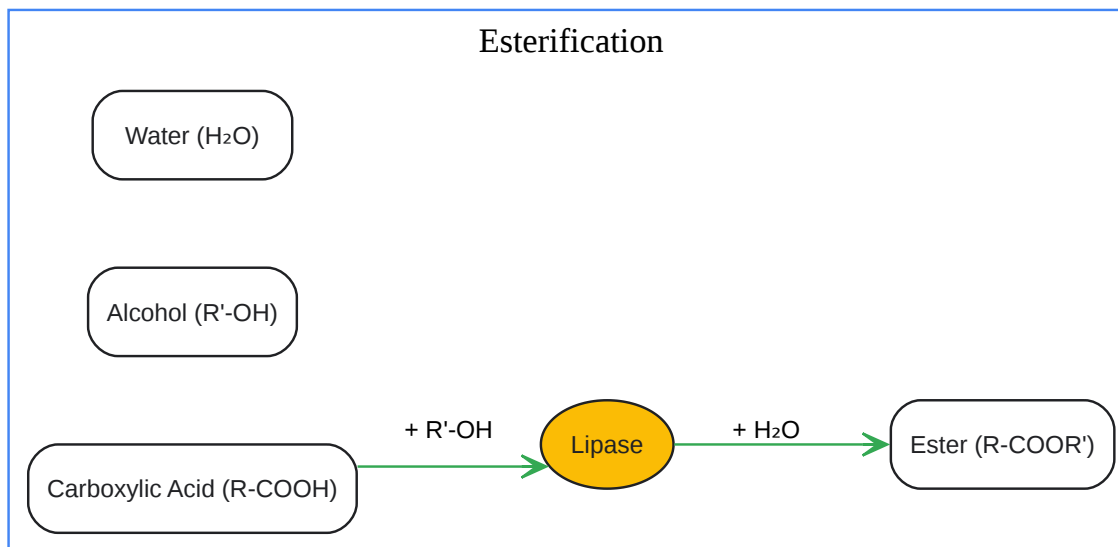 Esterification
Water (H₂O)
Alcohol (R'-OH)
+ R'-OH
Lipase
+ H₂O
Ester (R-COOR')
Carboxylic Acid (R-COOH)